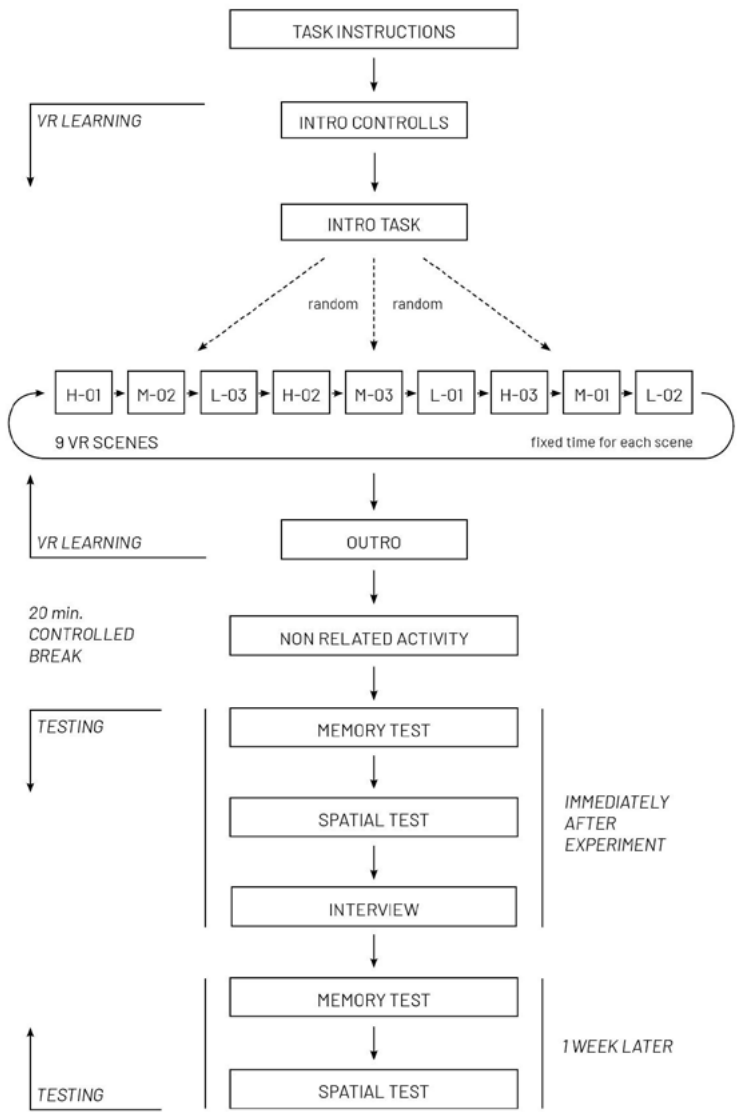 TASK INSTRUCTIONS
VR LEARNING
INTRO CONTROLLS
INTRO TASK
random
random
H-01
M-02
L-03
H-02
M-03
L-01
H-03
M-01
L-02
9 VR SCENES
fixed time for each scene
VR LEARNING
OUTRO
20 min.
CONTROLLED
BREAK
NON RELATED ACTIVITY
TESTING
MEMORY TEST
SPATIAL TEST
IMMEDIATELY
AFTER
EXPERIMENT
INTERVIEW
MEMORY TEST
1 WEEK LATER
TESTING
SPATIAL TEST